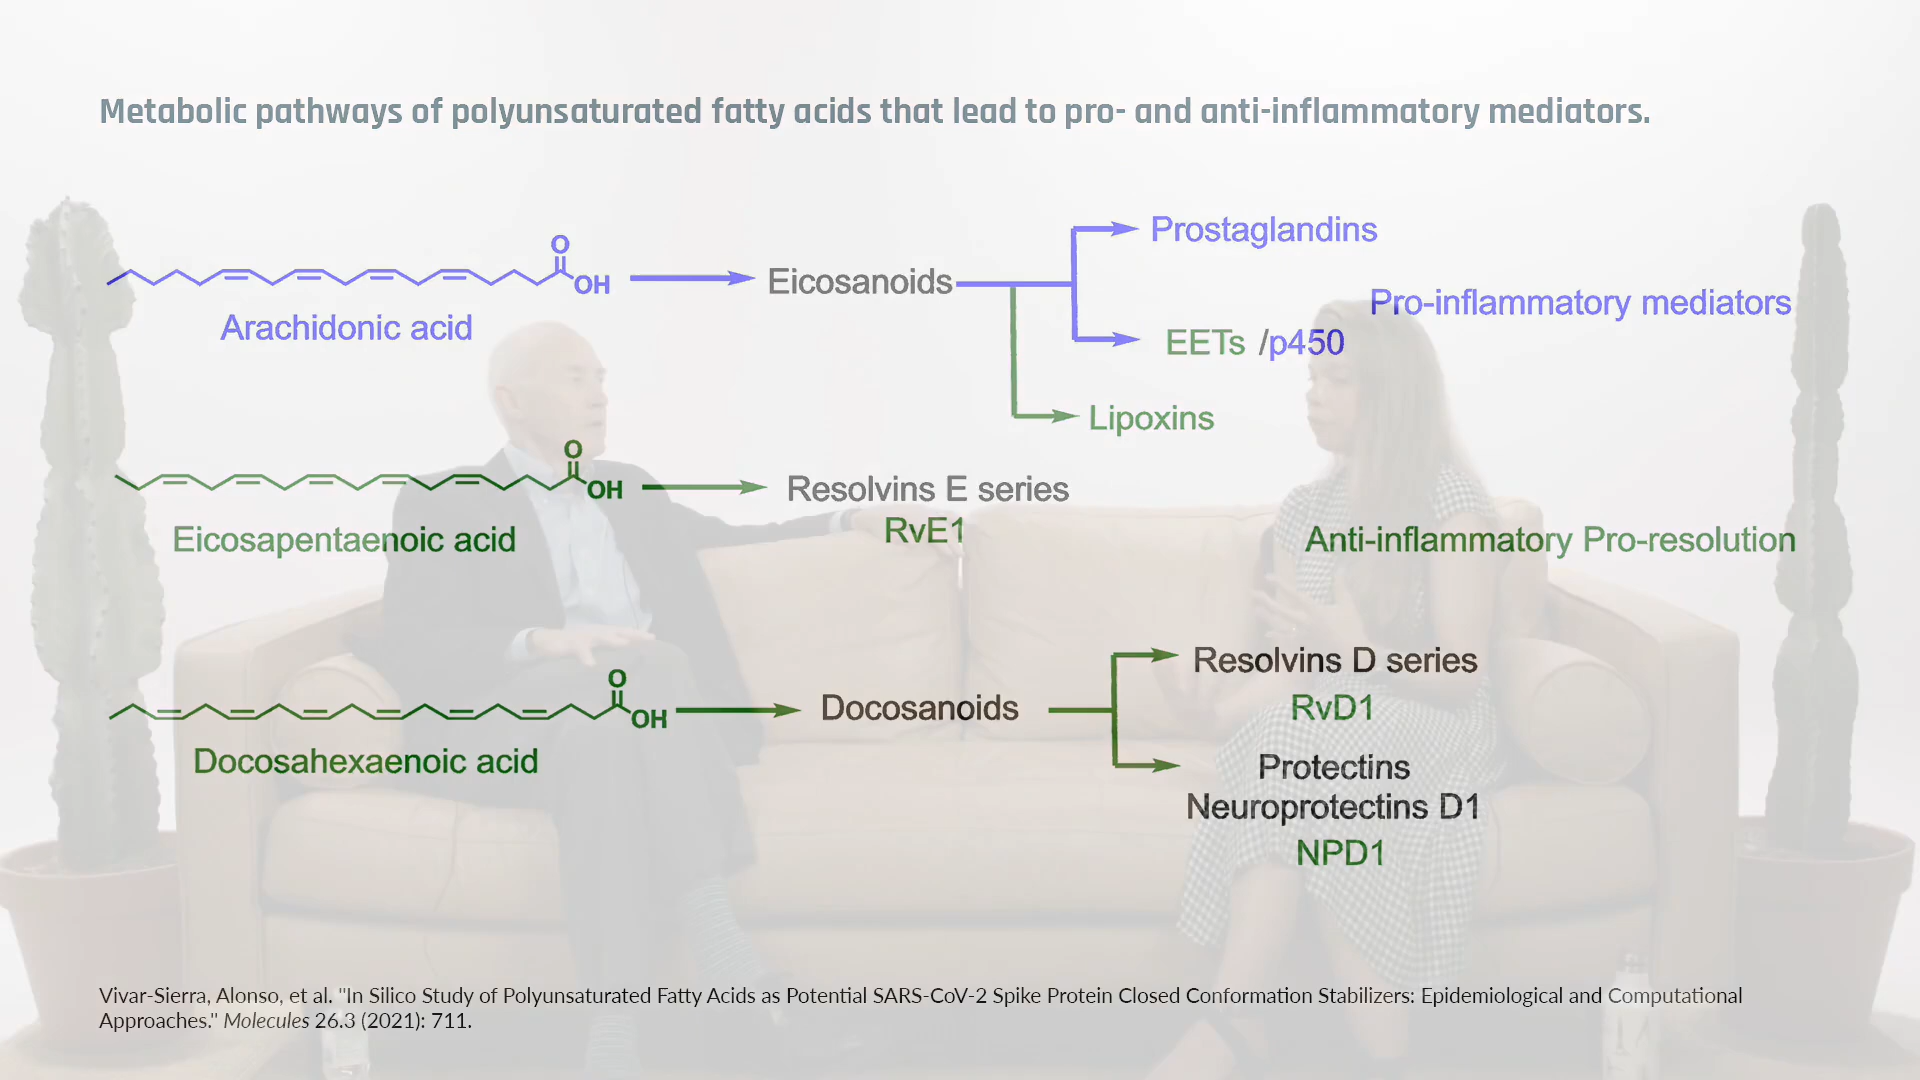 Metabolic pathways of polyunsaturated fatty acids that lead to pro- and anti-inflammatory mediators.
O
OH
Arachidonic acid
Eicosanoids
Prostaglandins
Pro-inflammatory mediators
EETs /p450
Lipoxins
O
OH
Eicosapentaenoic acid
Resolvins E series
RvE1
Anti-inflammatory Pro-resolution
O
OH
Docosahexaenoic acid
Docosanoids
Resolvins D series
RvD1
Protectins
Neuroprotectins D1
NPD1
Vivar-Sierra, Alonso, et al. "In Silico Study of Polyunsaturated Fatty Acids as Potential SARS-CoV-2 Spike Protein Closed Conformation Stabilizers: Epidemiological and Computational
Approaches." Molecules 26.3 (2021): 711.